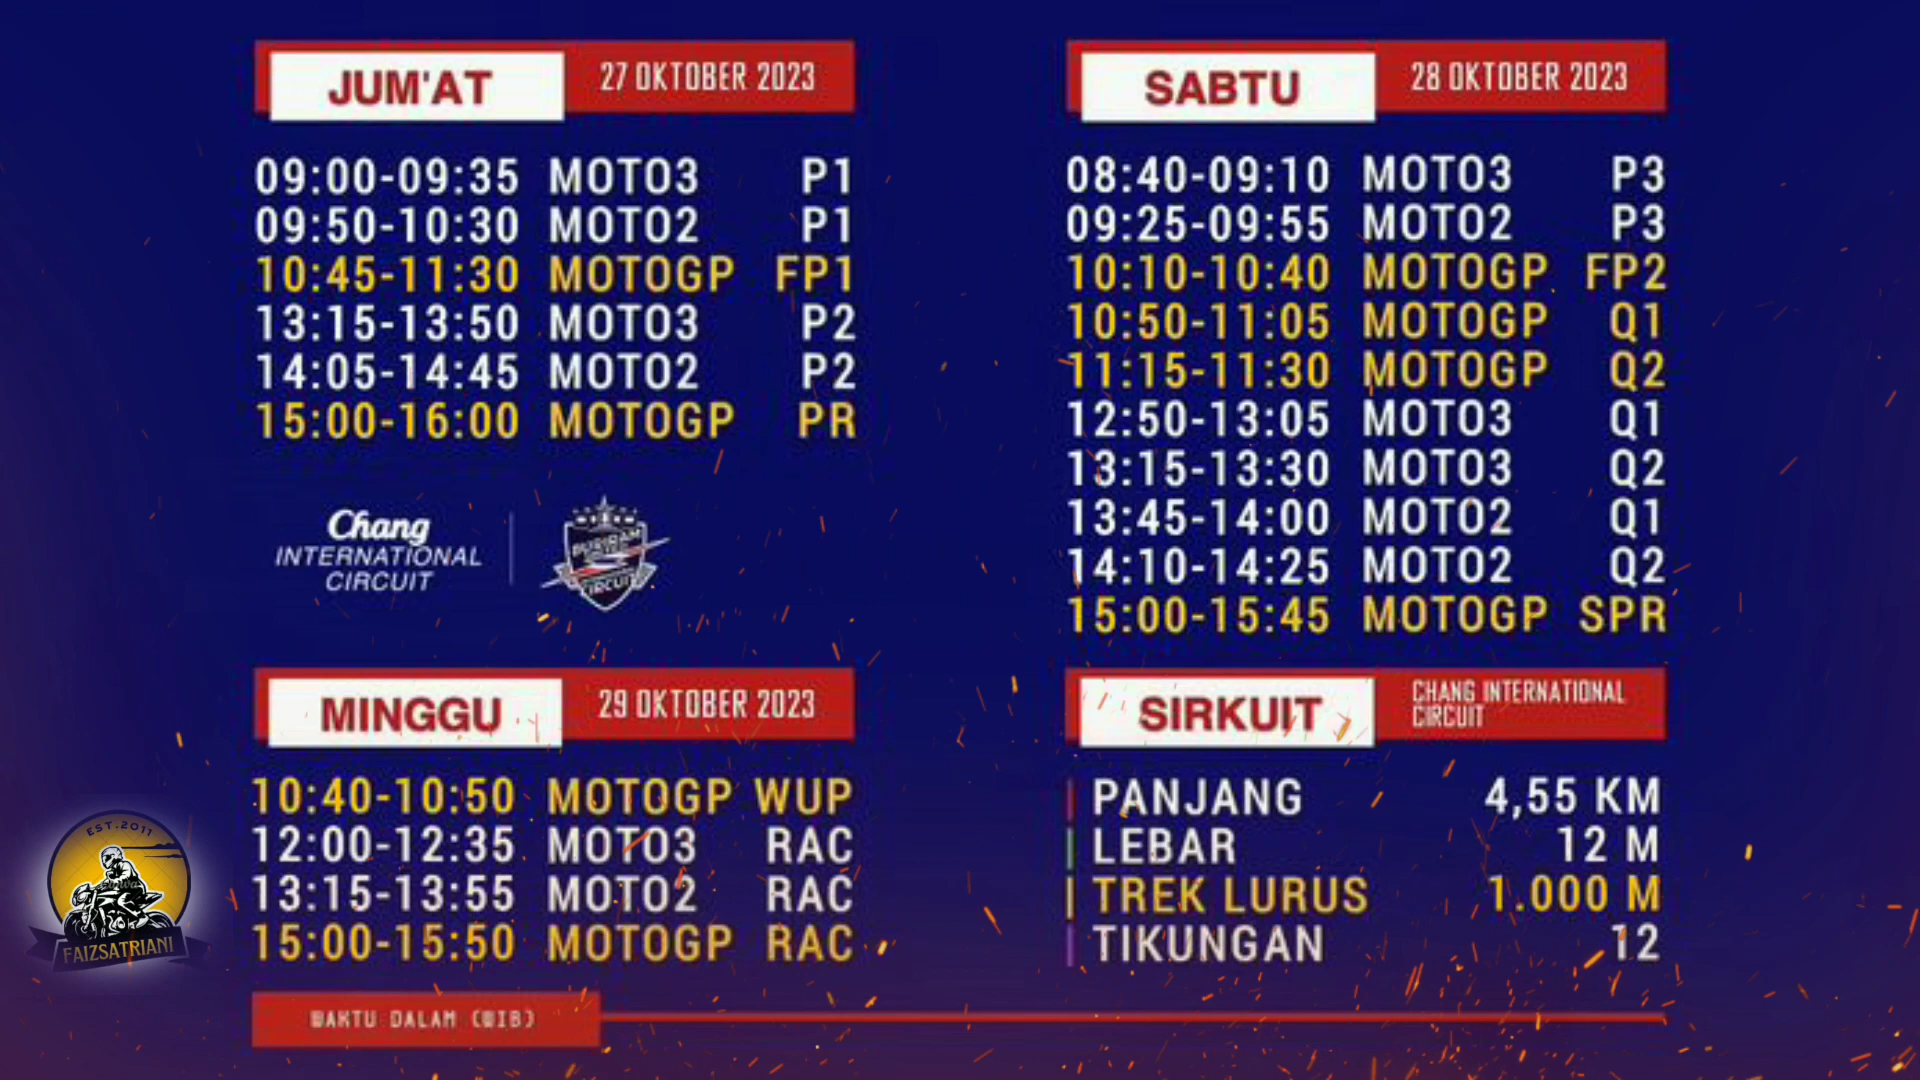 JUM'AT 27 OKTOBER 2023
09:00-09:35 MOTO3 P1
09:50-10:30 MOTO2 P1
10:45-11:30 MOTOGP FP1
13:15-13:50 MOTO3 P2
14:05-14:45 MOTO2 P2
15:00-16:00 MOTOGP PR
Chang
INTERNATIONAL
CIRCUIT
BURIRAM
CIRCUIT
SABTU 28 OKTOBER 2023
08:40-09:10 MOTO3 P3
09:25-09:55 MOTO2 P3
10:10-10:40 MOTOGP FP2
10:50-11:05 MOTOGP Q1
11:15-11:30 MOTOGP Q2
12:50-13:05 MOTO3 Q1
13:15-13:30 MOTO3 Q2
13:45-14:00 MOTO2 Q1
14:10-14:25 MOTO2 Q2
15:00-15:45 MOTOGP SPR
MINGGU 29 OKTOBER 2023
10:40-10:50 MOTOGP WUP
12:00-12:35 MOTO3 RAC
13:15-13:55 MOTO2 RAC
15:00-15:50 MOTOGP RAC
SIRKUIT CHANG INTERNATIONAL
CIRCUIT
PANJANG 4,55 KM
LEBAR 12 M
TREK LURUS 1.000 M
TIKUNGAN 12
WAKTU DALAM (WIB)
EST.2011
FAIZSATRIANI